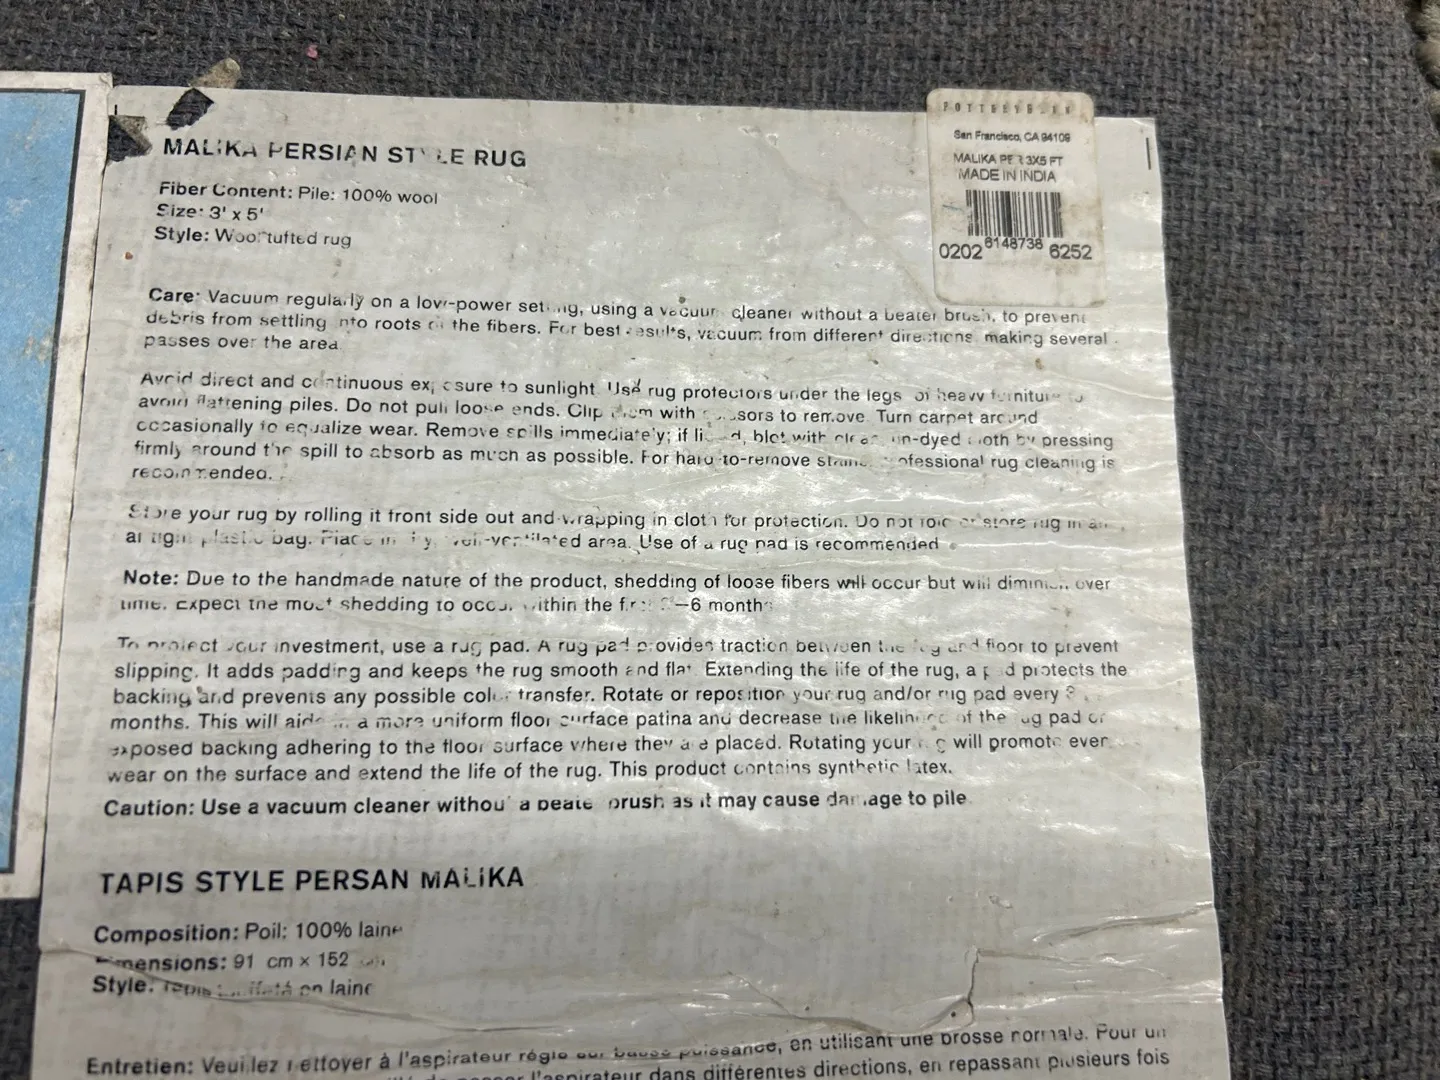 MALIKA PERSIAN STYLE RUG
Fiber Content: Pile: 100% wool
Size: 3' x 5'
Style: Wool tufted rug
POTTERYBARN
San Francisco, CA 94109
MALIKA PER 3X5 FT
MADE IN INDIA
0202 6148738 6252
Care: Vacuum regularly on a low-power setting, using a vacuum cleaner without a beater brush, to prevent
debris from settling into roots of the fibers. For best results, vacuum from different directions, making several
passes over the area.
Avoid direct and continuous exposure to sunlight. Use rug protectors under the legs of heavy furniture to
avoid flattening piles. Do not pull loose ends. Clip them with scissors to remove. Turn carpet around
occasionally to equalize wear. Remove spills immediately; if liquid, blot with clean, un-dyed cloth by pressing
firmly around the spill to absorb as much as possible. For hard-to-remove stains, professional rug cleaning is
recommended.
Store your rug by rolling it front side out and wrapping in cloth for protection. Do not fold or store rug in an
air tight plastic bag. Place in dry, well-ventilated area. Use of a rug pad is recommended
Note: Due to the handmade nature of the product, shedding of loose fibers will occur but will diminish over
time. Expect the most shedding to occur within the first –6 months
To protect your investment, use a rug pad. A rug pad provides traction between the rug and floor to prevent
slipping. It adds padding and keeps the rug smooth and flat. Extending the life of the rug, a pad protects the
backing and prevents any possible color transfer. Rotate or reposition your rug and/or rug pad every
months. This will aide in a more uniform floor surface patina and decrease the likelihood of the rug pad or
exposed backing adhering to the floor surface where they are placed. Rotating your rug will promote even
wear on the surface and extend the life of the rug. This product contains synthetic latex.
Caution: Use a vacuum cleaner without a beater brush as it may cause damage to pile.
TAPIS STYLE PERSAN MALIKA
Composition: Poil: 100% laine
Dimensions: 91 cm x 152 cm
Style: Tapis touffeté en laine
Entretien: Veuillez nettoyer à l'aspirateur réglé sur basse puissance, en utilisant une brosse normale. Pour un
de passer l'aspirateur dans différentes directions, en repassant plusieurs fois